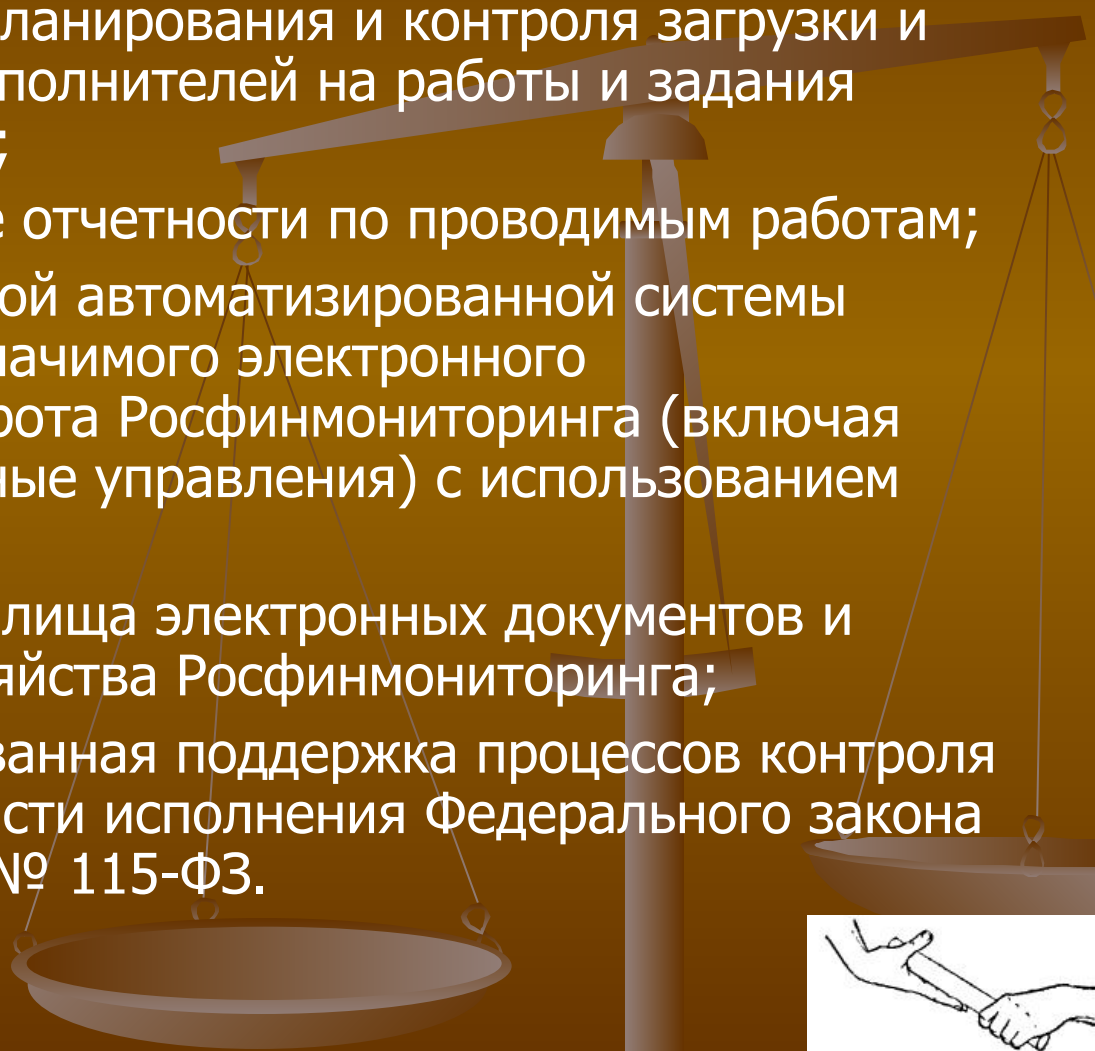 ланирования и контроля загрузки и
полнителей на работы и задания
;
е отчетности по проводимым работам;
ой автоматизированной системы
начимого электронного
рота Росфинмониторинга (включая
ные управления) с использованием
лища электронных документов и
яйства Росфинмониторинга;
ванная поддержка процессов контроля
сти исполнения Федерального закона
№ 115-ФЗ.